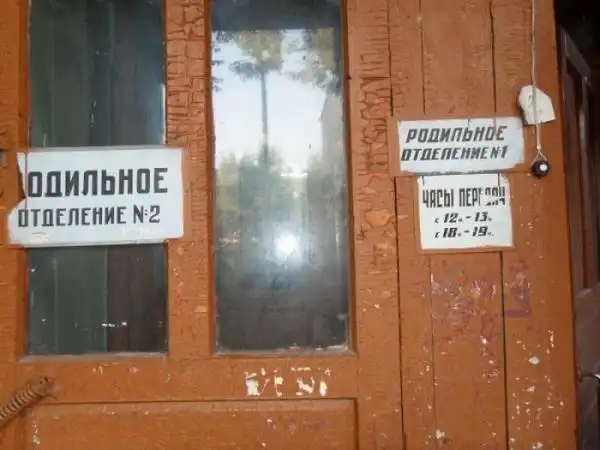 ОДИЛЬНОЕ
ОТДЕЛЕНИЕ №2
РОДИЛЬНОЕ
ОТДЕЛЕНИЕ №1
ЧАСЫ ПЕРЕДАЧ
с 12ч.-13ч.
с 18ч.-19ч.